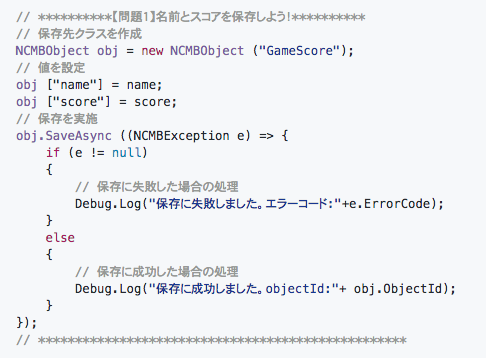 // **********【問題1】名前とスコアを保存しよう!**********
// 保存先クラスを作成
NCMBObject obj = new NCMBObject ("GameScore");
// 値を設定
obj ["name"] = name;
obj ["score"] = score;
// 保存を実施
obj.SaveAsync ((NCMBException e) => {
    if (e != null)
    {
        // 保存に失敗した場合の処理
        Debug.Log("保存に失敗しました。エラーコード:"+e.ErrorCode);
    }
    else
    {
        // 保存に成功した場合の処理
        Debug.Log("保存に成功しました。objectId:"+ obj.ObjectId);
    }
});
// **************************************************